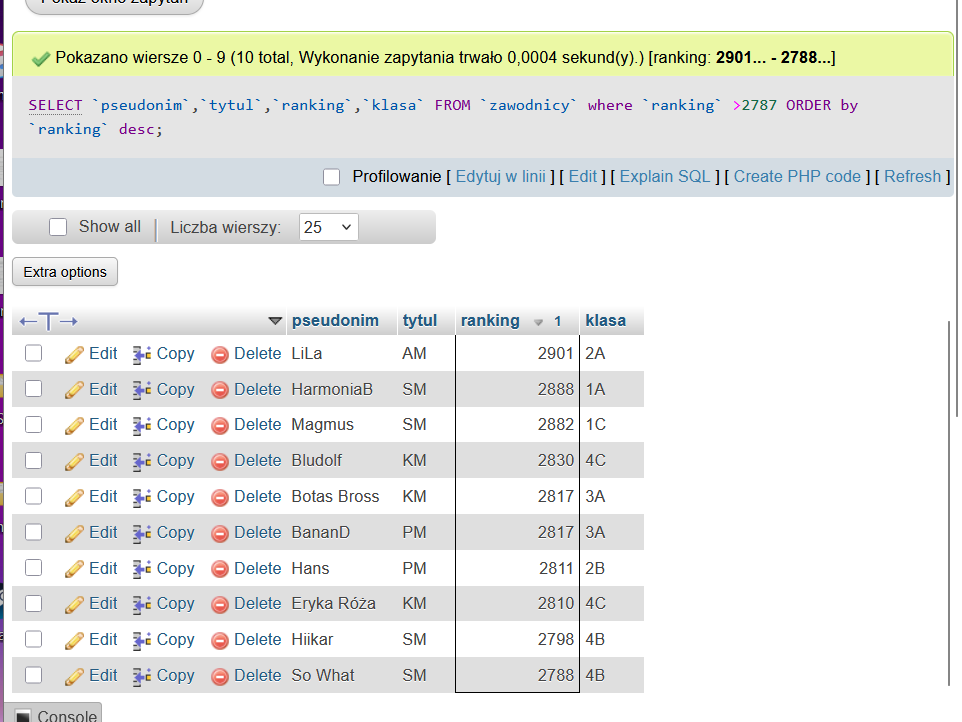 Pokaż okno zapytań
Pokazano wiersze 0 - 9 (10 total, Wykonanie zapytania trwało 0,0004 sekund(y).) [ranking: 2901... - 2788...]
SELECT `pseudonim`,`tytul`,`ranking`,`klasa` FROM `zawodnicy` where `ranking` >2787 ORDER by
`ranking` desc;
Profilowanie [ Edytuj w linii ] [ Edit ] [ Explain SQL ] [ Create PHP code ] [ Refresh ]
Show all | Liczba wierszy: 25
Extra options
←T→ pseudonim tytul ranking 1 klasa
Edit Copy Delete LiLa AM 2901 2A
Edit Copy Delete HarmoniaB SM 2888 1A
Edit Copy Delete Magmus SM 2882 1C
Edit Copy Delete Bludolf KM 2830 4C
Edit Copy Delete Botas Bross KM 2817 3A
Edit Copy Delete BananD PM 2817 3A
Edit Copy Delete Hans PM 2811 2B
Edit Copy Delete Eryka Róża KM 2810 4C
Edit Copy Delete Hiikar SM 2798 4B
Edit Copy Delete So What SM 2788 4B
Console